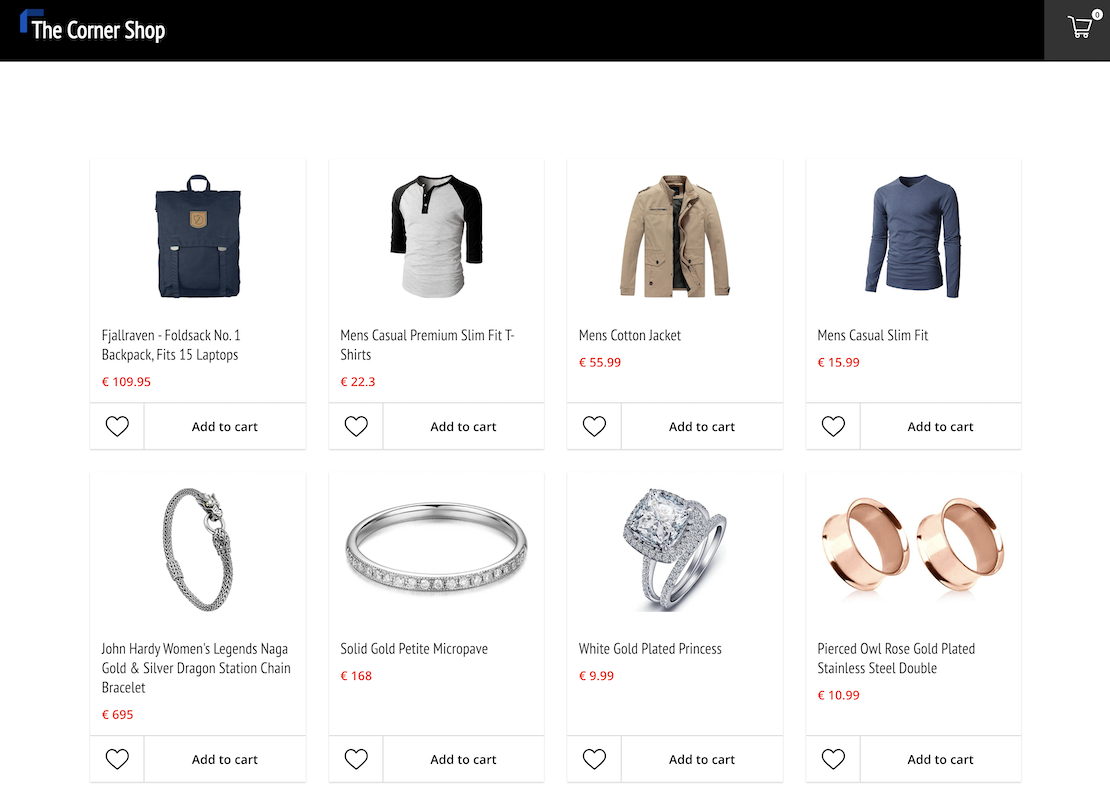 The Corner Shop
0
Fjallraven - Foldsack No. 1
Backpack, Fits 15 Laptops
€ 109.95
Add to cart
Mens Casual Premium Slim Fit T-
Shirts
€ 22.3
Add to cart
Mens Cotton Jacket
€ 55.99
Add to cart
Mens Casual Slim Fit
€ 15.99
Add to cart
John Hardy Women's Legends Naga
Gold & Silver Dragon Station Chain
Bracelet
€ 695
Add to cart
Solid Gold Petite Micropave
€ 168
Add to cart
White Gold Plated Princess
€ 9.99
Add to cart
Pierced Owl Rose Gold Plated
Stainless Steel Double
€ 10.99
Add to cart